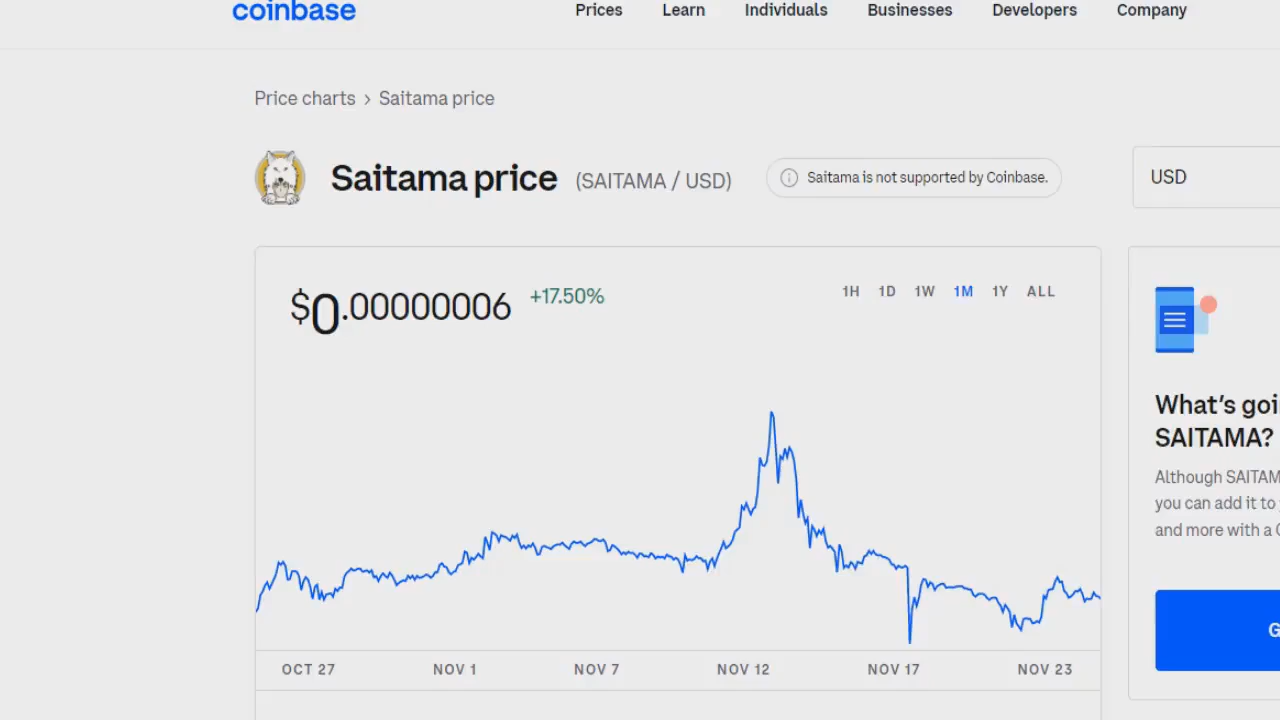 coinbase Prices Learn Individuals Businesses Developers Company
Price charts › Saitama price
Saitama price (SAITAMA / USD) Saitama is not supported by Coinbase. USD
$0.00000006 +17.50% 1H 1D 1W 1M 1Y ALL
What's goi
SAITAMA?
Although SAITAM
you can add it to
and more with a
G
OCT 27 NOV 1 NOV 7 NOV 12 NOV 17 NOV 23